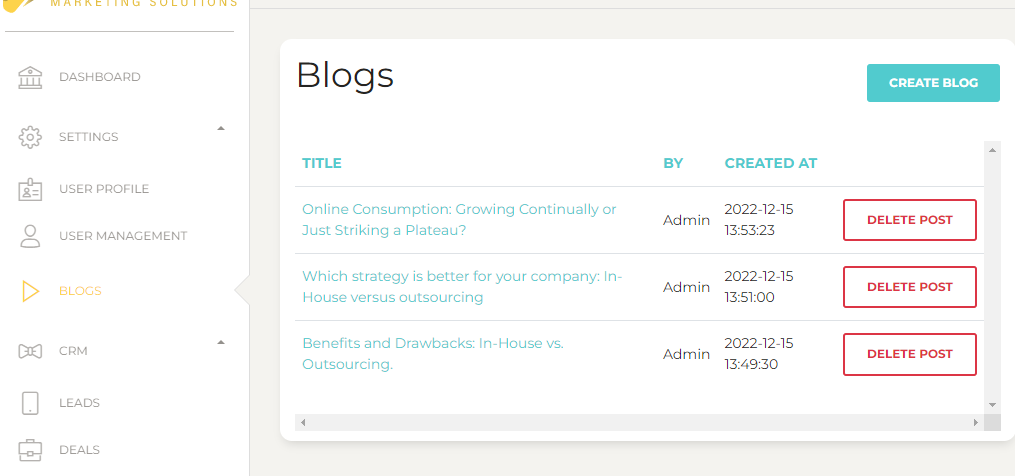 MARKETING SOLUTIONS
DASHBOARD
SETTINGS
USER PROFILE
USER MANAGEMENT
BLOGS
CRM
LEADS
DEALS
Blogs
CREATE BLOG
TITLE BY CREATED AT
Online Consumption: Growing Continually or
Just Striking a Plateau?
Admin
2022-12-15
13:53:23
DELETE POST
Which strategy is better for your company: In-
House versus outsourcing
Admin
2022-12-15
13:51:00
DELETE POST
Benefits and Drawbacks: In-House vs.
Outsourcing.
Admin
2022-12-15
13:49:30
DELETE POST